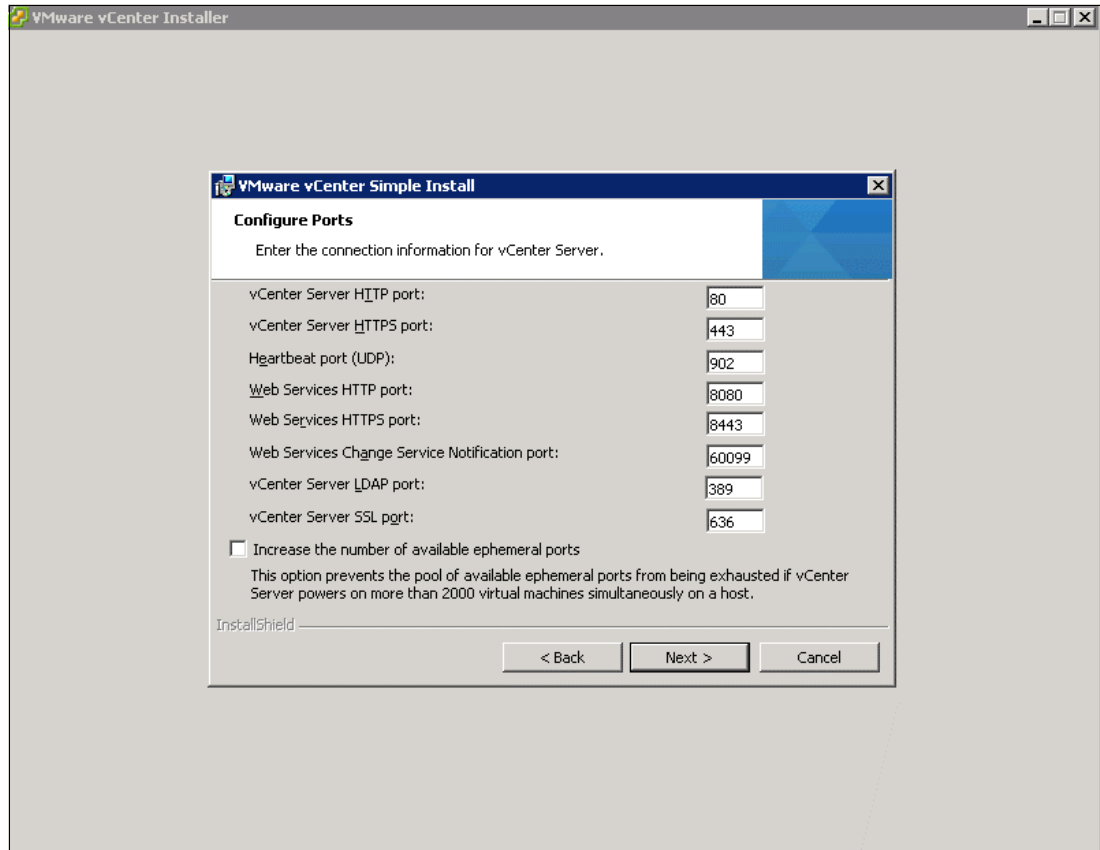 VMware vCenter Installer
VMware vCenter Simple Install
Configure Ports
Enter the connection information for vCenter Server.
vCenter Server HTTP port: 80
vCenter Server HTTPS port: 443
Heartbeat port (UDP): 902
Web Services HTTP port: 8080
Web Services HTTPS port: 8443
Web Services Change Service Notification port: 60099
vCenter Server LDAP port: 389
vCenter Server SSL port: 636
Increase the number of available ephemeral ports
This option prevents the pool of available ephemeral ports from being exhausted if vCenter
Server powers on more than 2000 virtual machines simultaneously on a host.
InstallShield
< Back Next > Cancel